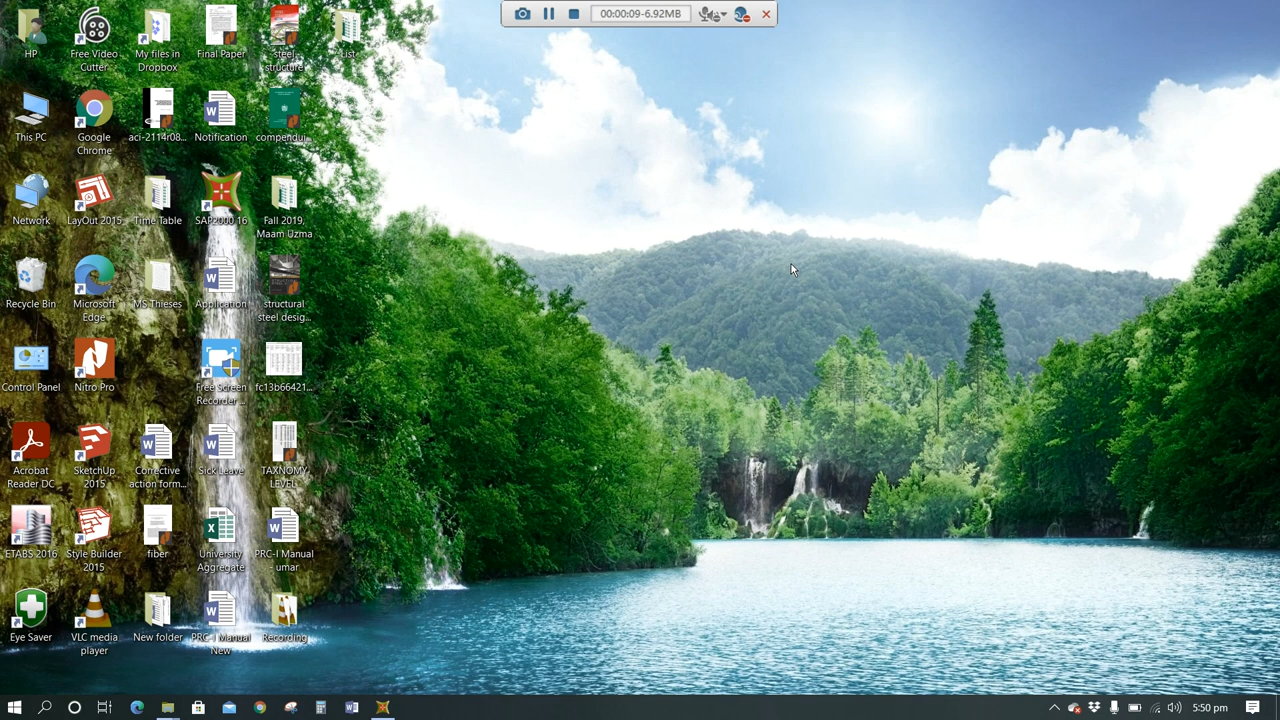 00:00:09-6.92MB
HP
Free Video
Cutter
My files in
Dropbox
Final Paper
steel
structure
List
This PC
Google
Chrome
aci-2114r08...
Notification
compendiu...
Network
LayOut 2015
Time Table
SAP2000 16
Fall 2019,
Maam Uzma
Recycle Bin
Microsoft
Edge
MS Thieses
Application
structural
steel desig...
Control Panel
Nitro Pro
Free Screen
Recorder ...
fc13b66421...
Acrobat
Reader DC
SketchUp
2015
Corrective
action form...
Sick Leave
TAXNOMY
LEVEL
ETABS 2016
Style Builder
2015
fiber
University
Aggregate
PRC-I Manual
- umar
Eye Saver
VLC media
player
New folder
PRC-I Manual
New
Recording
5:50 pm